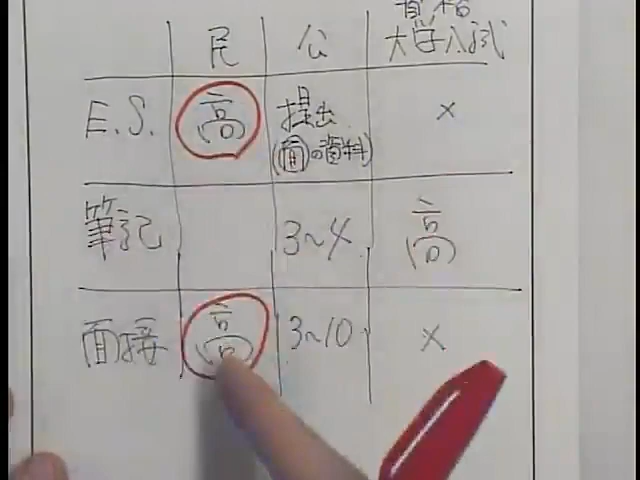 資格
民 公 大学入試
E.S. 高 提出 ×
(面の資料)
筆記 3~4 高
面接 高 3~10 ×